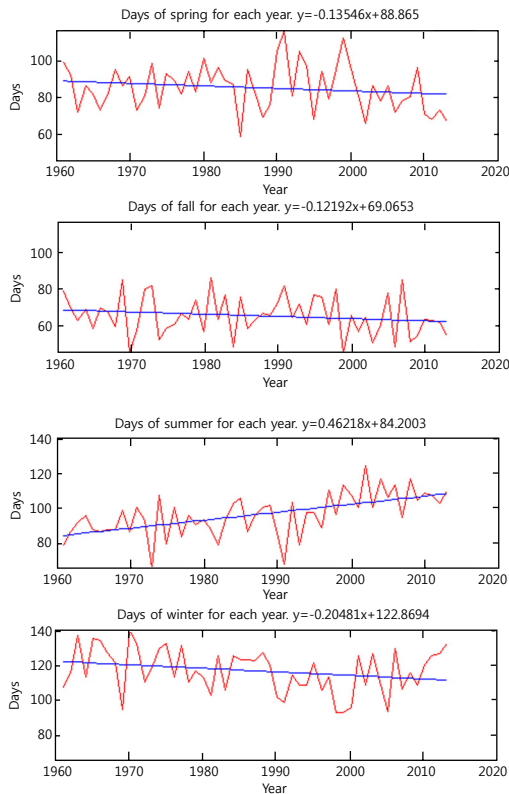 Days of spring for each year. y=-0.13546x+88.865
100
80
60
Days
1960 1970 1980 1990 2000 2010 2020
Year
Days of fall for each year. y=-0.12192x+69.0653
100
80
60
Days
1960 1970 1980 1990 2000 2010 2020
Year
Days of summer for each year. y=0.46218x+84.2003
140
120
100
80
Days
1960 1970 1980 1990 2000 2010 2020
Year
Days of winter for each year. y=-0.20481x+122.8694
140
120
100
80
Days
1960 1970 1980 1990 2000 2010 2020
Year